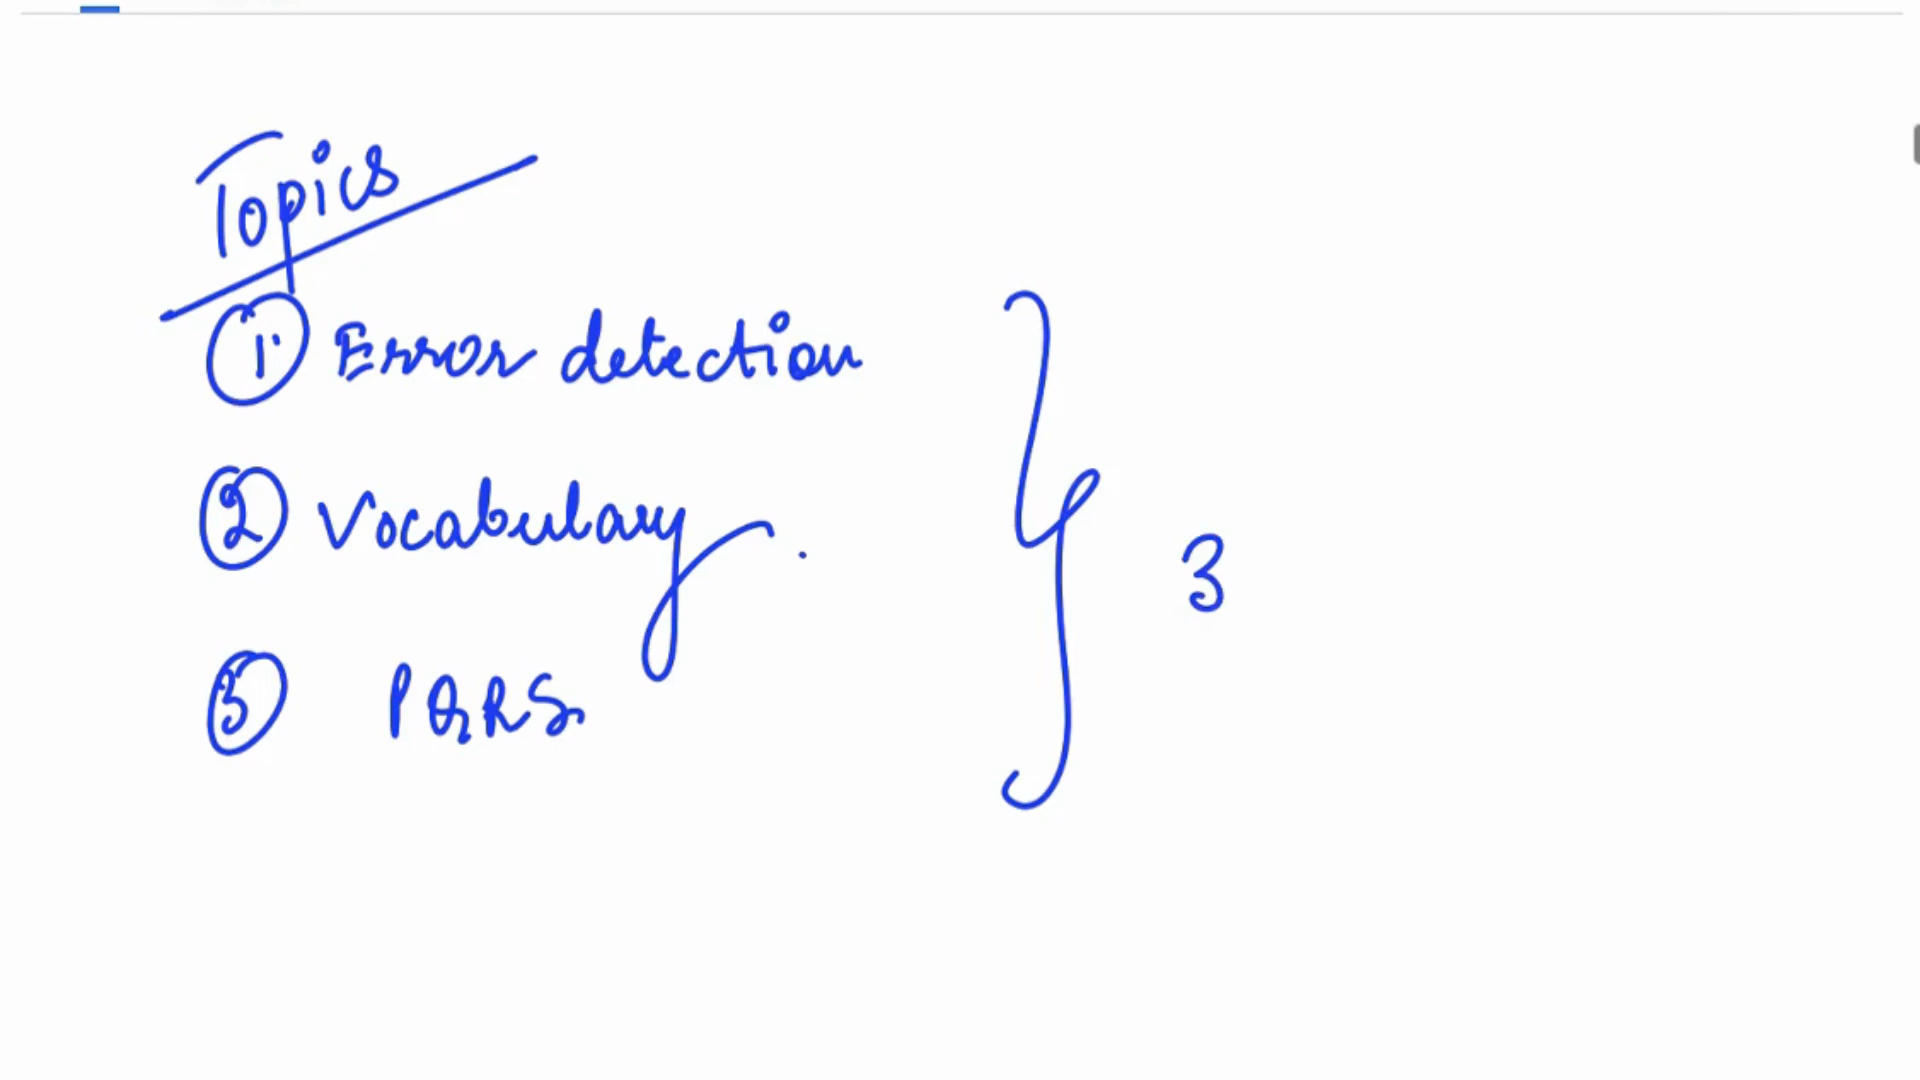 Topics
① Error detection
② Vocabulary
③ PQRS
3